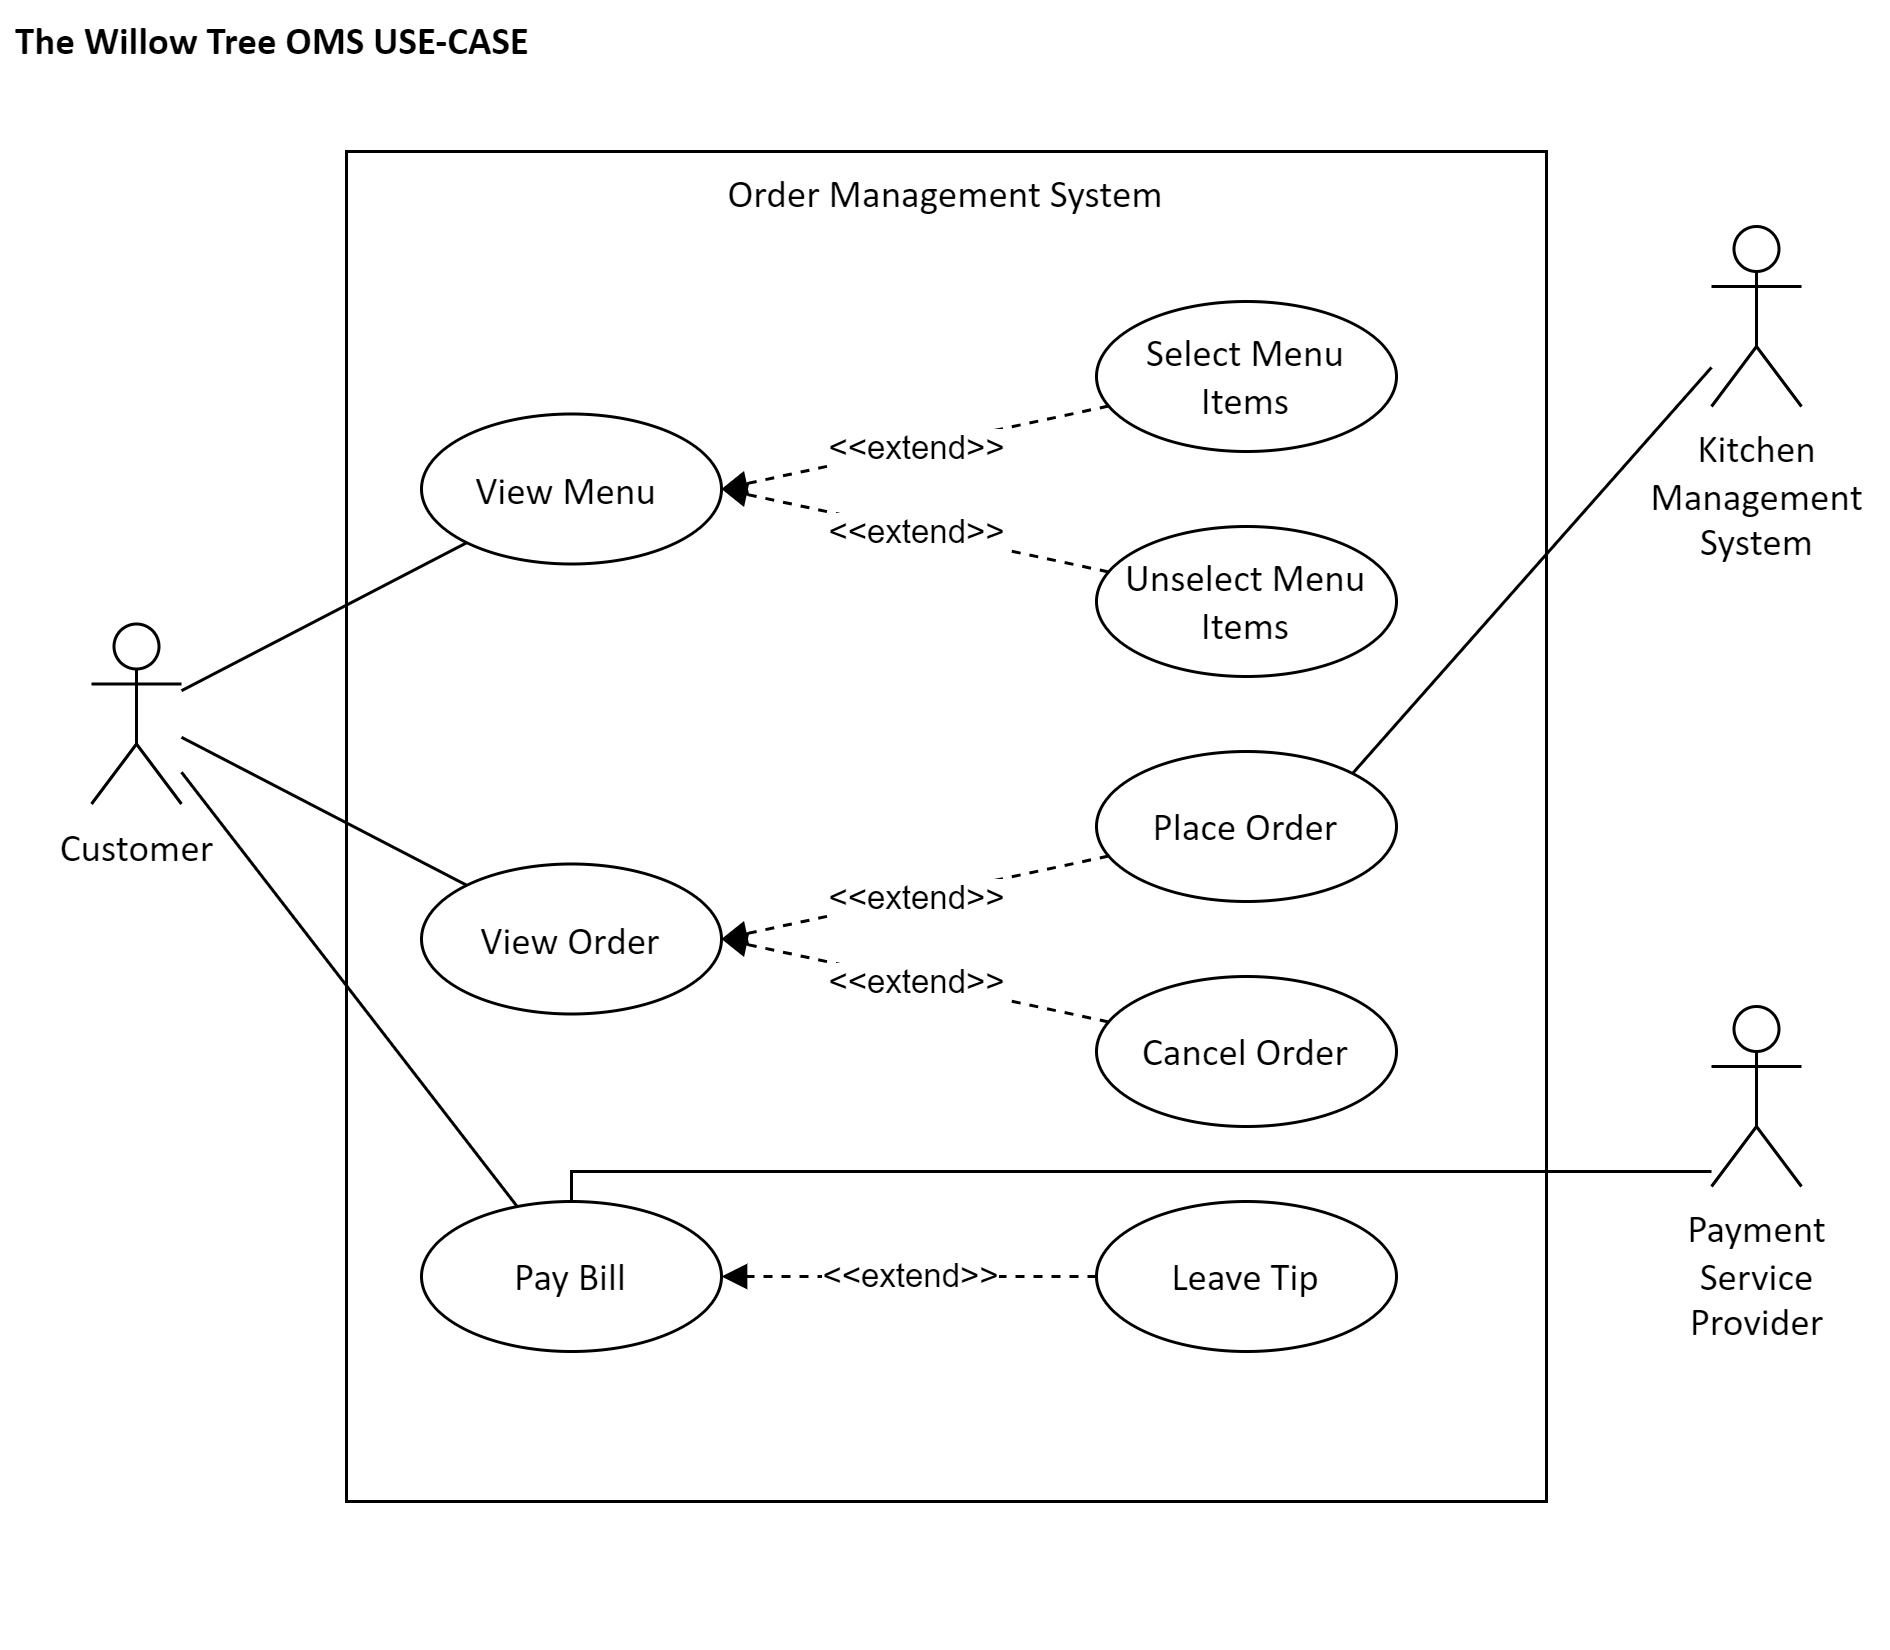 The Willow Tree OMS USE-CASE
Order Management System
Select Menu
Items
<<extend>>
View Menu
<<extend>>
Unselect Menu
Items
Kitchen
Management
System
Customer
Place Order
<<extend>>
View Order
<<extend>>
Cancel Order
Pay Bill
<<extend>>
Leave Tip
Payment
Service
Provider